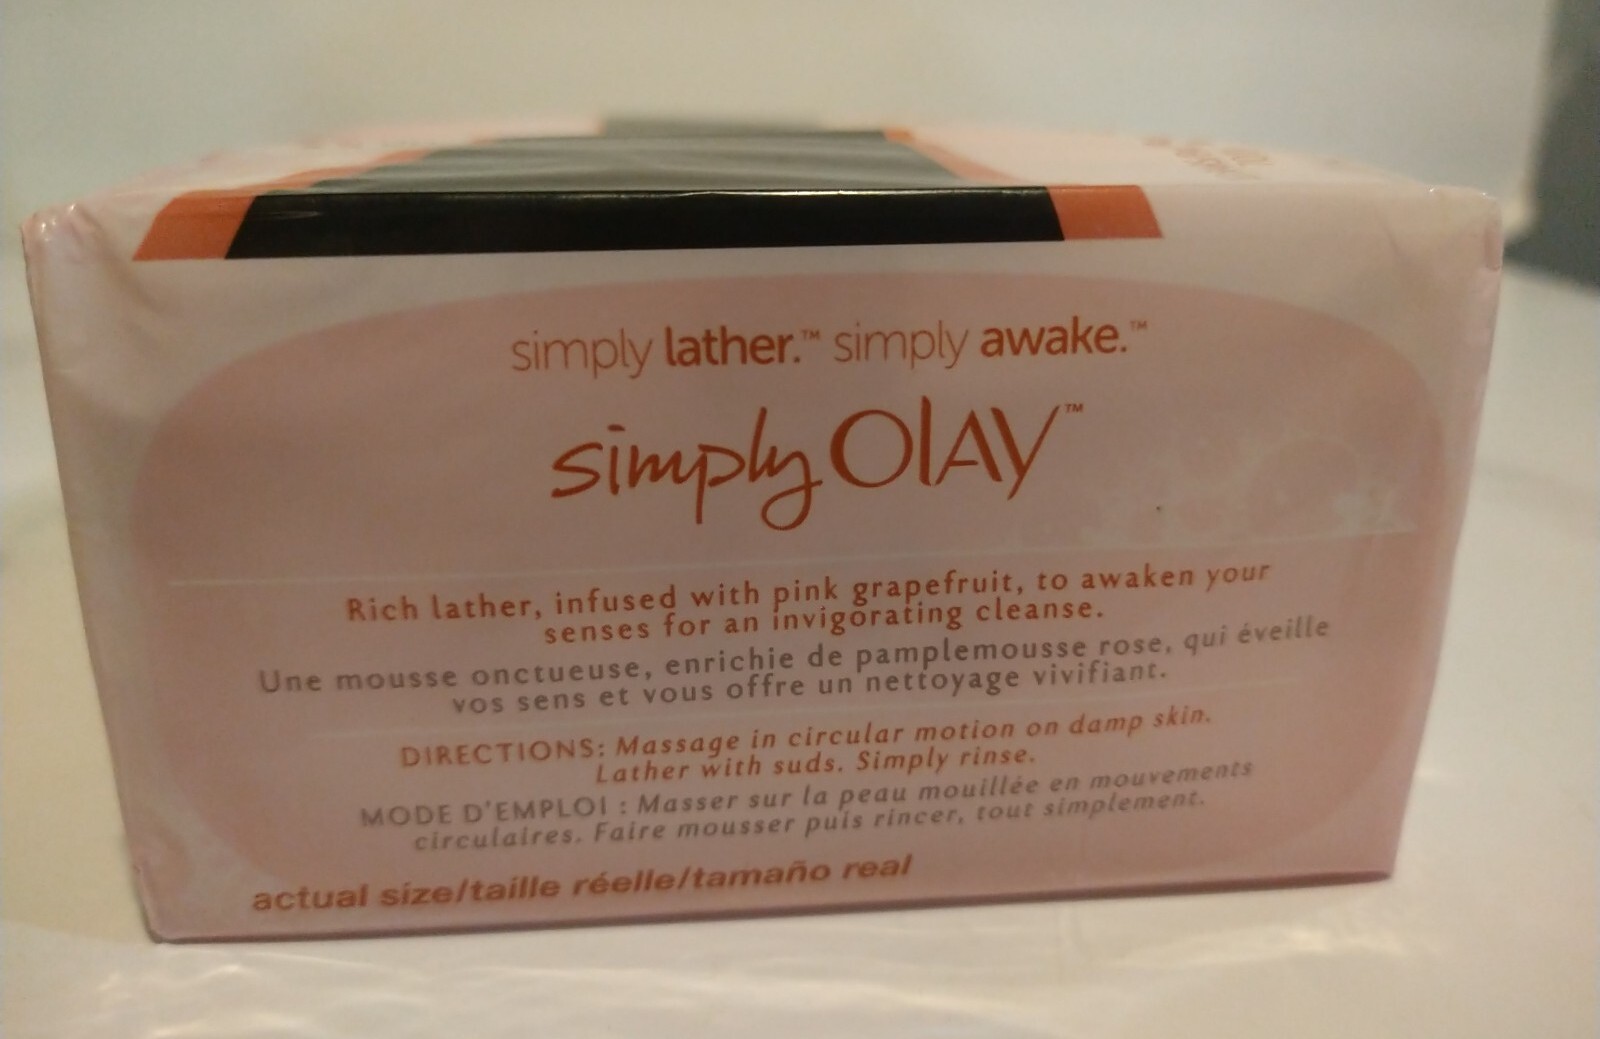 simply lather.™ simply awake.™
simply OLAY™
Rich lather, infused with pink grapefruit, to awaken your
senses for an invigorating cleanse.
Une mousse onctueuse, enrichie de pamplemousse rose, qui éveille
vos sens et vous offre un nettoyage vivifiant.
DIRECTIONS: Massage in circular motion on damp skin.
Lather with suds. Simply rinse.
MODE D'EMPLOI : Masser sur la peau mouillée en mouvements
circulaires. Faire mousser puis rincer, tout simplement.
actual size/taille réelle/tamaño real